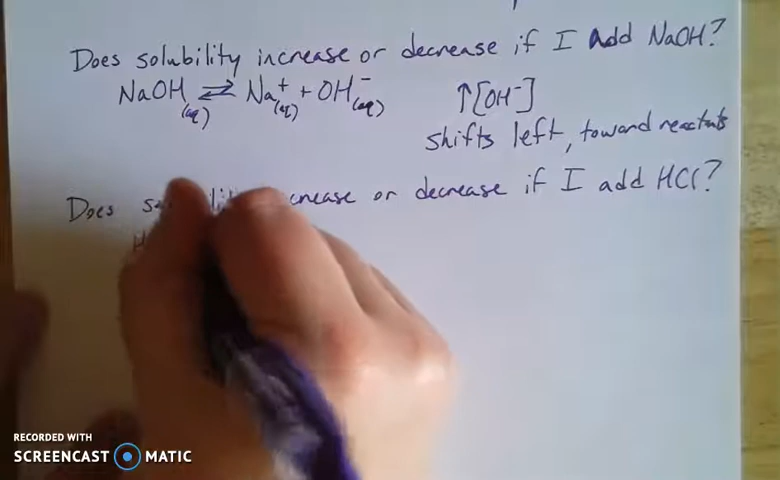 Does solubility increase or decrease if I add NaOH?
NaOH(aq) ⇌ Na+(aq) + OH-(aq) ↑[OH-]
shifts left, toward reactants
Does or decrease if I add HCl?
RECORDED WITH
SCREENCAST MATIC